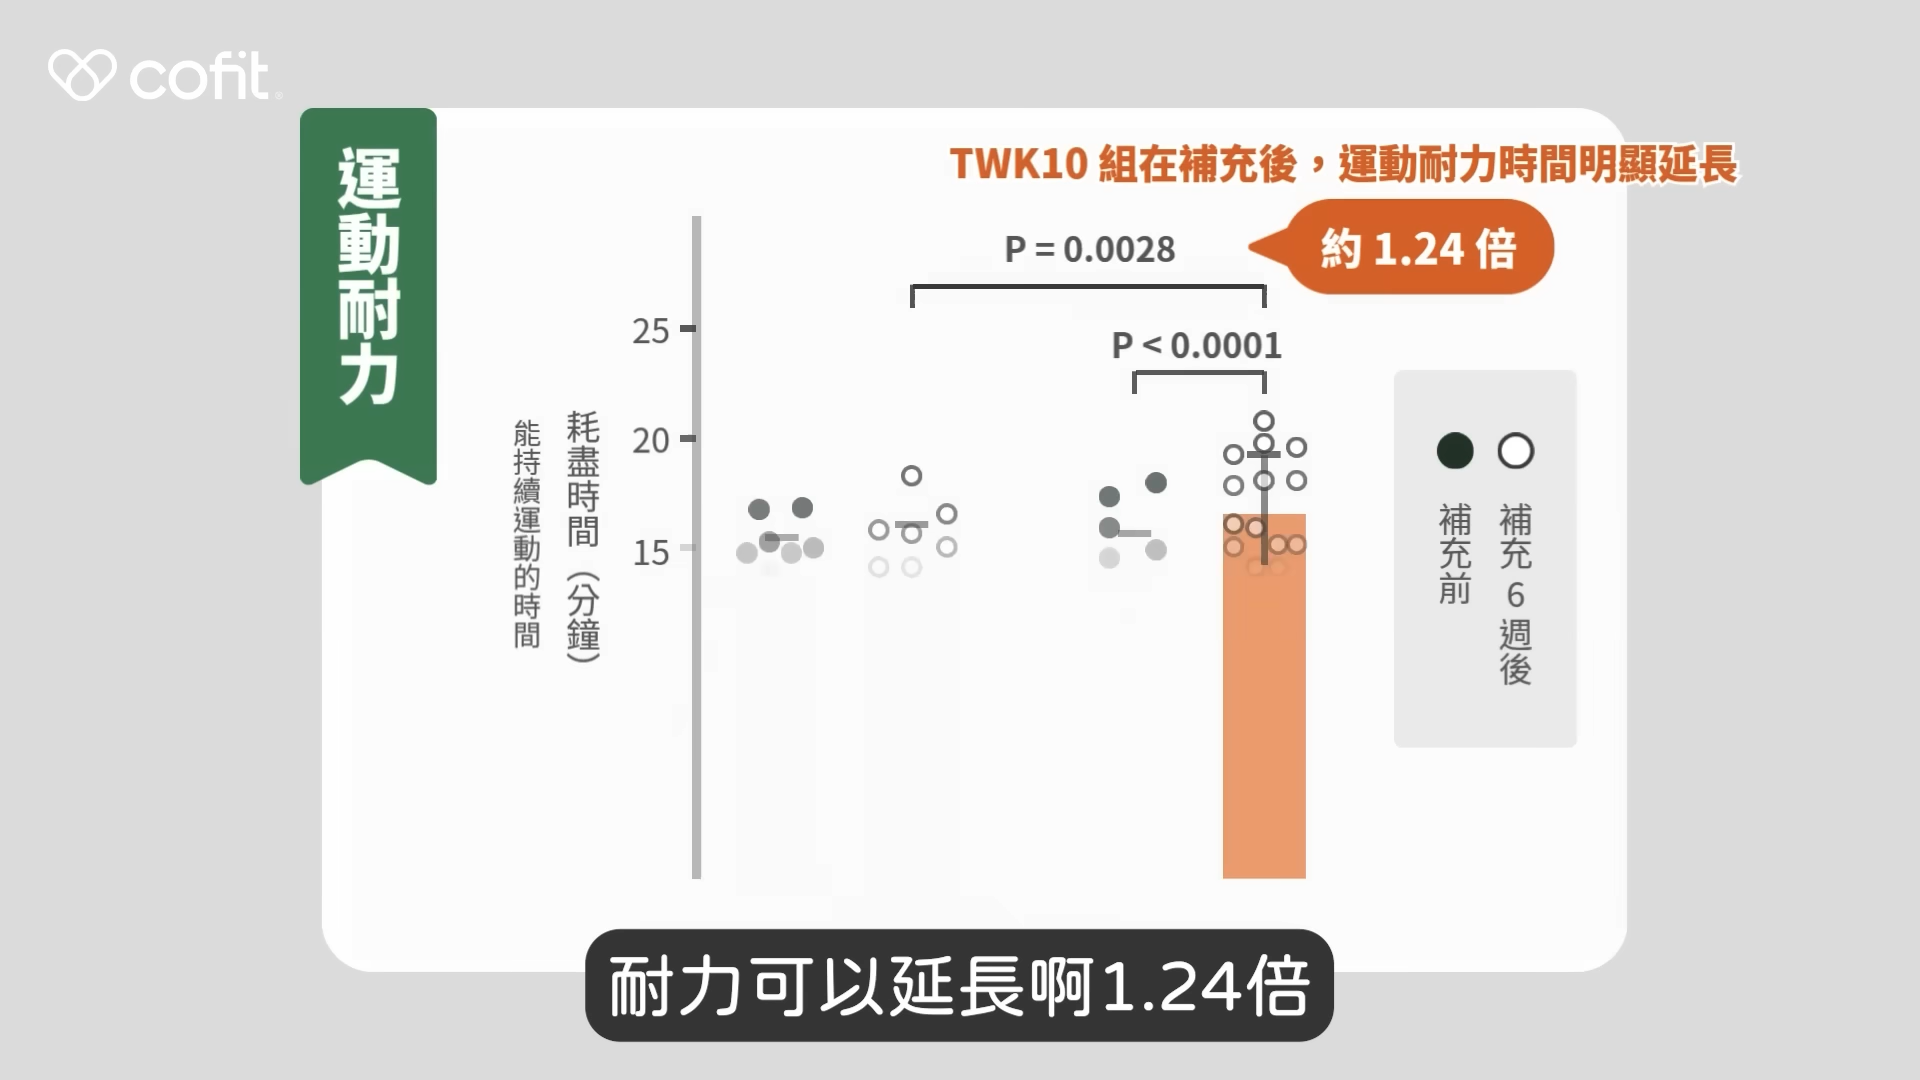 cofit
運動耐力
TWK10 組在補充後，運動耐力時間明顯延長
約 1.24 倍
P = 0.0028
P < 0.0001
25
20
15
耗盡時間（分鐘）
能持續運動的時間
補充前
補充6週後
耐力可以延長啊1.24倍